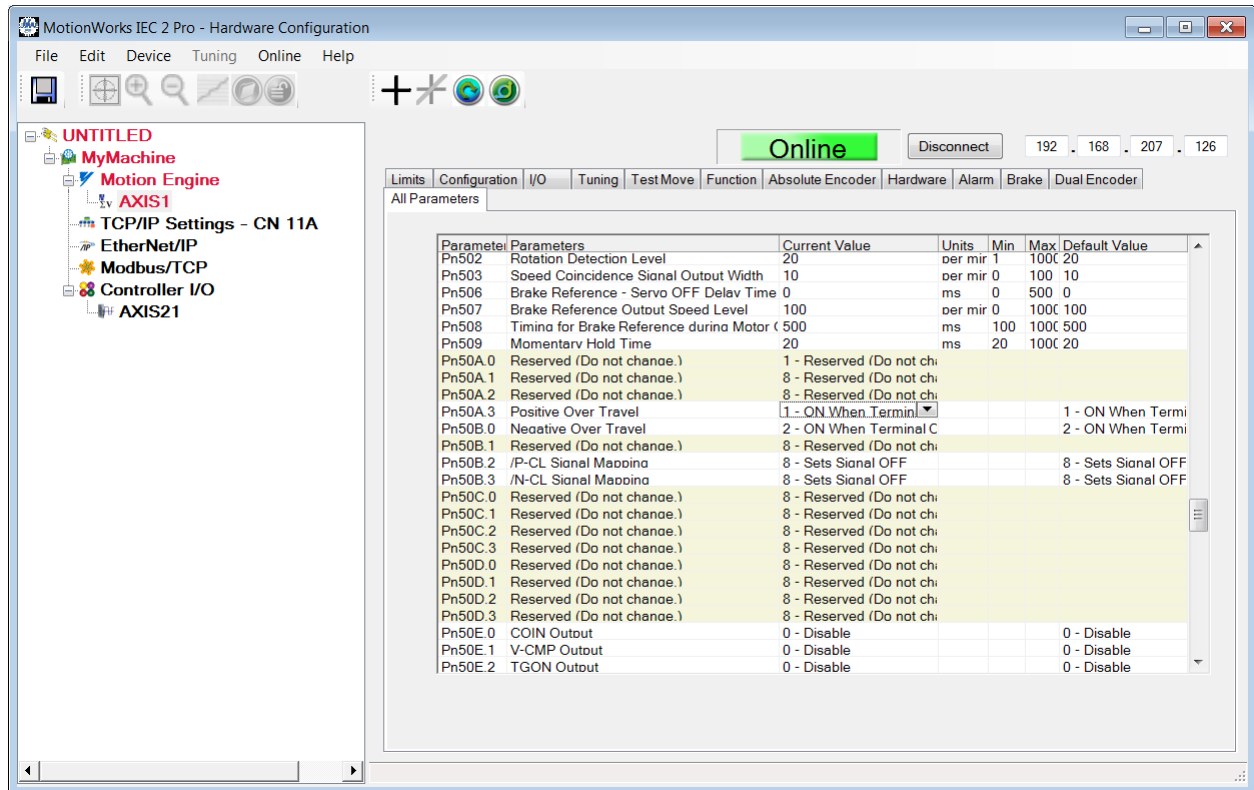 MotionWorks IEC 2 Pro - Hardware Configuration
File Edit Device Tuning Online Help
UNTITLED
MyMachine
Motion Engine
AXIS1
TCP/IP Settings - CN 11A
EtherNet/IP
Modbus/TCP
Controller I/O
AXIS21
Online Disconnect 192 . 168 . 207 . 126
Limits Configuration I/O Tuning Test Move Function Absolute Encoder Hardware Alarm Brake Dual Encoder
All Parameters
Parameter Parameters Current Value Units Min Max Default Value
Pn502 Rotation Detection Level 20 per min 1 1000 20
Pn503 Speed Coincidence Signal Output Width 10 per mir 0 100 10
Pn506 Brake Reference - Servo OFF Delay Time 0 ms 0 500 0
Pn507 Brake Reference Output Speed Level 100 per mir 0 1000 100
Pn508 Timing for Brake Reference during Motor ( 500 ms 100 1000 500
Pn509 Momentary Hold Time 20 ms 20 1000 20
Pn50A.0 Reserved (Do not change.) 1 - Reserved (Do not cha
Pn50A.1 Reserved (Do not change.) 8 - Reserved (Do not cha
Pn50A.2 Reserved (Do not change.) 8 - Reserved (Do not cha
Pn50A.3 Positive Over Travel 1 - ON When Termin 1 - ON When Termi
Pn50B.0 Negative Over Travel 2 - ON When Terminal C 2 - ON When Termi
Pn50B.1 Reserved (Do not change.) 8 - Reserved (Do not cha
Pn50B.2 /P-CL Signal Mapping 8 - Sets Signal OFF 8 - Sets Signal OFF
Pn50B.3 /N-CL Signal Mapping 8 - Sets Signal OFF 8 - Sets Signal OFF
Pn50C.0 Reserved (Do not change.) 8 - Reserved (Do not cha
Pn50C.1 Reserved (Do not change.) 8 - Reserved (Do not cha
Pn50C.2 Reserved (Do not change.) 8 - Reserved (Do not cha
Pn50C.3 Reserved (Do not change.) 8 - Reserved (Do not cha
Pn50D.0 Reserved (Do not change.) 8 - Reserved (Do not cha
Pn50D.1 Reserved (Do not change.) 8 - Reserved (Do not cha
Pn50D.2 Reserved (Do not change.) 8 - Reserved (Do not cha
Pn50D.3 Reserved (Do not change.) 8 - Reserved (Do not cha
Pn50E.0 COIN Output 0 - Disable 0 - Disable
Pn50E.1 V-CMP Output 0 - Disable 0 - Disable
Pn50E.2 TGON Output 0 - Disable 0 - Disable